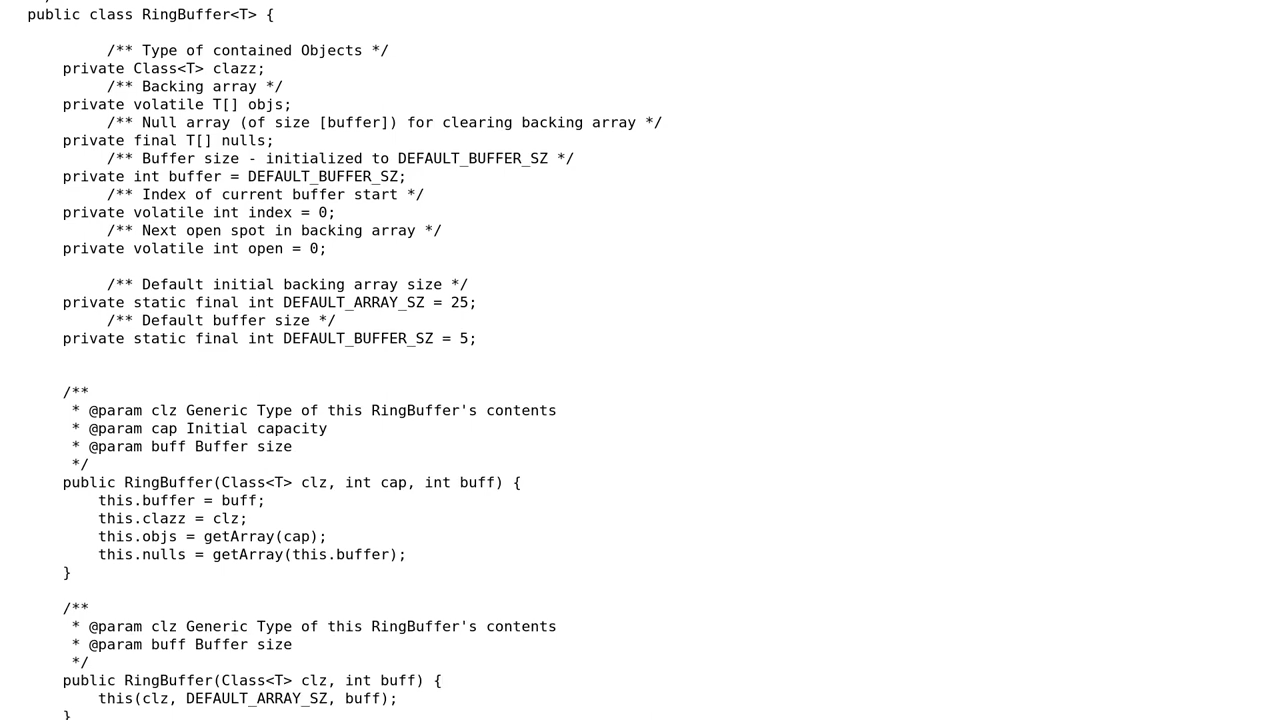 public class RingBuffer<T> {
/** Type of contained Objects */
private Class<T> clazz;
/** Backing array */
private volatile T[] objs;
/** Null array (of size [buffer]) for clearing backing array */
private final T[] nulls;
/** Buffer size - initialized to DEFAULT_BUFFER_SZ */
private int buffer = DEFAULT_BUFFER_SZ;
/** Index of current buffer start */
private volatile int index = 0;
/** Next open spot in backing array */
private volatile int open = 0;
/** Default initial backing array size */
private static final int DEFAULT_ARRAY_SZ = 25;
/** Default buffer size */
private static final int DEFAULT_BUFFER_SZ = 5;
/**
* @param clz Generic Type of this RingBuffer's contents
* @param cap Initial capacity
* @param buff Buffer size
*/
public RingBuffer(Class<T> clz, int cap, int buff) {
this.buffer = buff;
this.clazz = clz;
this.objs = getArray(cap);
this.nulls = getArray(this.buffer);
}
/**
* @param clz Generic Type of this RingBuffer's contents
* @param buff Buffer size
*/
public RingBuffer(Class<T> clz, int buff) {
this(clz, DEFAULT_ARRAY_SZ, buff);
}